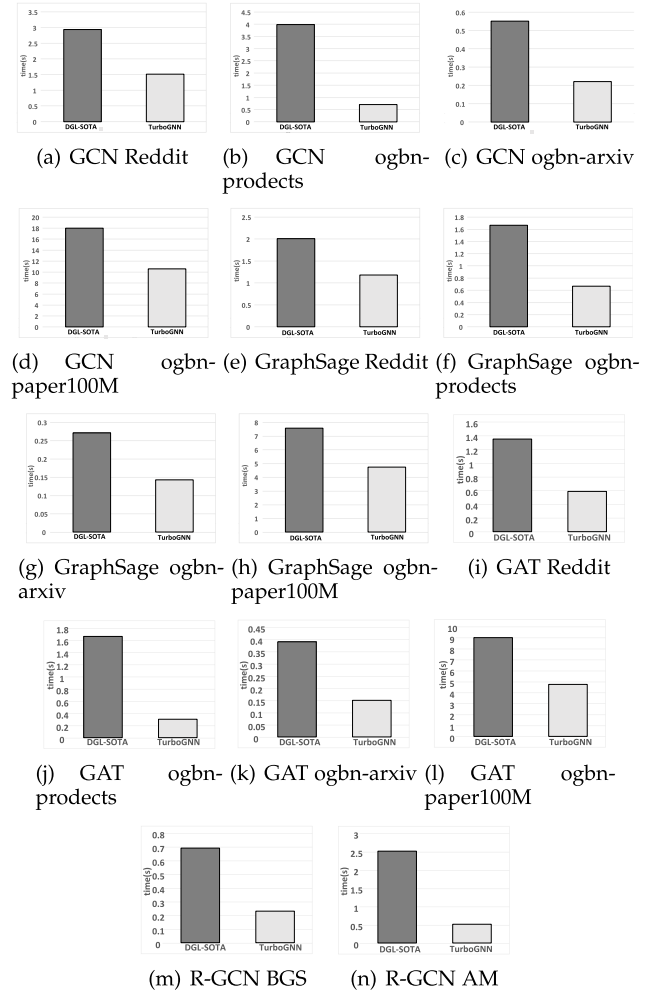 3.5
3
2.5
2
1.5
1
0.5
0
time(s)
DGL-SOTA TurboGNN
(a) GCN Reddit
4.5
4
3.5
3
2.5
2
1.5
1
0.5
0
time(s)
DGL-SOTA TurboGNN
(b) GCN ogbn-
prodects
0.6
0.5
0.4
0.3
0.2
0.1
0
time(s)
DGL-SOTA TurboGNN
(c) GCN ogbn-arxiv
20
18
16
14
12
10
8
6
4
2
0
time(s)
DGL-SOTA TurboGNN
(d) GCN ogbn-
paper100M
2.5
2
1.5
1
0.5
0
time(s)
DGL-SOTA TurboGNN
(e) GraphSage Reddit
1.8
1.6
1.4
1.2
1
0.8
0.6
0.4
0.2
0
time(s)
DGL-SOTA TurboGNN
(f) GraphSage ogbn-
prodects
0.3
0.25
0.2
0.15
0.1
0.05
0
time(s)
DGL-SOTA TurboGNN
(g) GraphSage ogbn-
arxiv
8
7
6
5
4
3
2
1
0
time(s)
DGL-SOTA TurboGNN
(h) GraphSage ogbn-
paper100M
1.6
1.4
1.2
1
0.8
0.6
0.4
0.2
0
time(s)
DGL-SOTA TurboGNN
(i) GAT Reddit
1.8
1.6
1.4
1.2
1
0.8
0.6
0.4
0.2
0
time(s)
DGL-SOTA TurboGNN
(j) GAT ogbn-
prodects
0.45
0.4
0.35
0.3
0.25
0.2
0.15
0.1
0.05
0
time(s)
DGL-SOTA TurboGNN
(k) GAT ogbn-arxiv
10
9
8
7
6
5
4
3
2
1
0
time(s)
DGL-SOTA TurboGNN
(l) GAT ogbn-
paper100M
0.8
0.7
0.6
0.5
0.4
0.3
0.2
0.1
0
time(s)
DGL-SOTA TurboGNN
(m) R-GCN BGS
3
2.5
2
1.5
1
0.5
0
time(s)
DGL-SOTA TurboGNN
(n) R-GCN AM